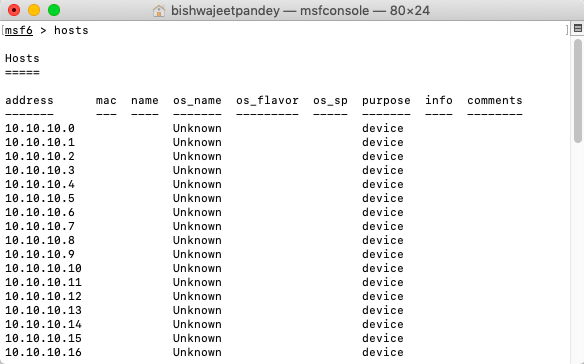 bishwajeetpandey — msfconsole — 80×24
[msf6 > hosts ]
Hosts
=====
address mac name os_name os_flavor os_sp purpose info comments
------- --- ---- ------- --------- ----- ------- ---- --------
10.10.10.0 Unknown device
10.10.10.1 Unknown device
10.10.10.2 Unknown device
10.10.10.3 Unknown device
10.10.10.4 Unknown device
10.10.10.5 Unknown device
10.10.10.6 Unknown device
10.10.10.7 Unknown device
10.10.10.8 Unknown device
10.10.10.9 Unknown device
10.10.10.10 Unknown device
10.10.10.11 Unknown device
10.10.10.12 Unknown device
10.10.10.13 Unknown device
10.10.10.14 Unknown device
10.10.10.15 Unknown device
10.10.10.16 Unknown device